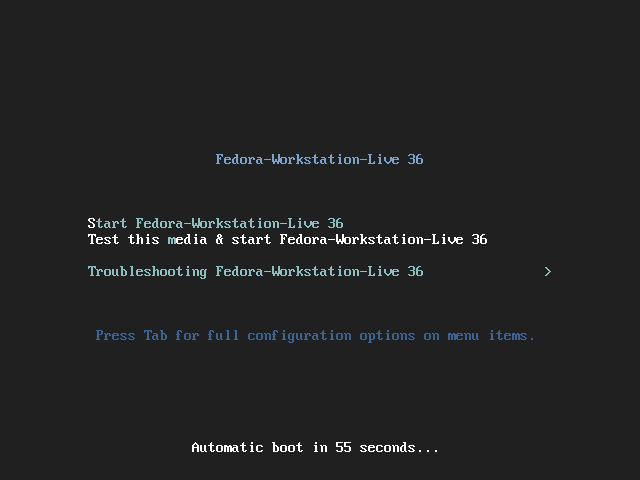 Fedora-Workstation-Live 36
Start Fedora-Workstation-Live 36
Test this media & start Fedora-Workstation-Live 36
Troubleshooting Fedora-Workstation-Live 36 >
Press Tab for full configuration options on menu items.
Automatic boot in 55 seconds...